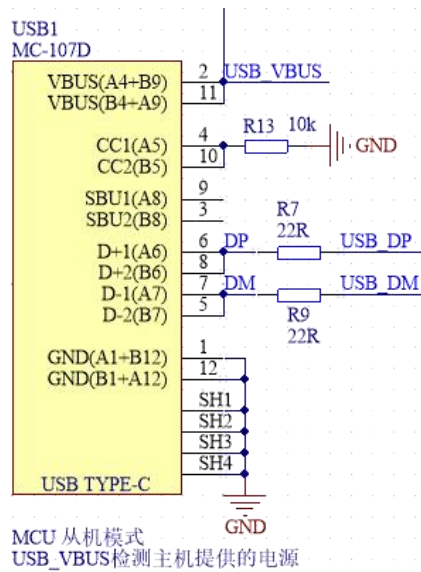 USB1
MC-107D
VBUS(A4+B9) 2 USB_VBUS
VBUS(B4+A9) 11
CC1(A5) 4 R13 10k GND
CC2(B5) 10
SBU1(A8) 9
SBU2(B8) 3
R7
22R
D+1(A6) 6 DP USB_DP
D+2(B6) 8
D-1(A7) 7 DM USB_DM
D-2(B7) 5
R9
22R
GND(A1+B12) 1
GND(B1+A12) 12
SH1
SH2
SH3
SH4
USB TYPE-C
GND
MCU 从机模式
USB_VBUS检测主机提供的电源